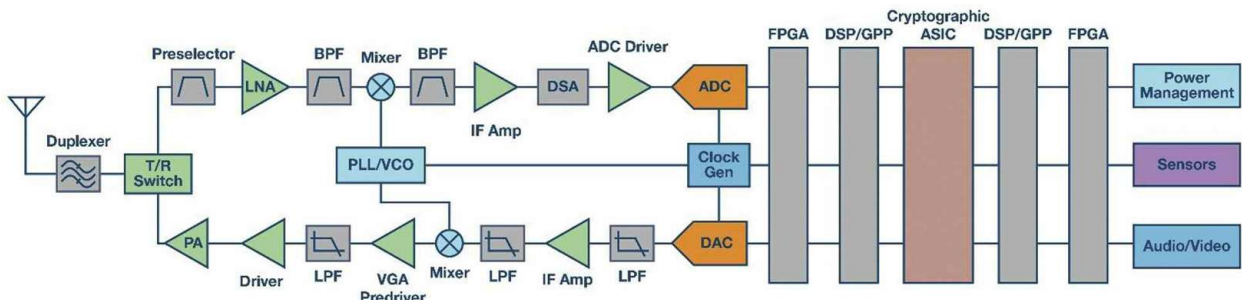 Cryptographic
FPGA DSP/GPP ASIC DSP/GPP FPGA
Preselector
BPF
Mixer
BPF
ADC Driver
LNA
DSA
ADC
Power
Management
IF Amp
Duplexer
T/R
Switch
PLL/VCO
Clock
Gen
Sensors
PA
DAC
Audio/Video
Driver
LPF
VGA
Predriver
Mixer
LPF
IF Amp
LPF